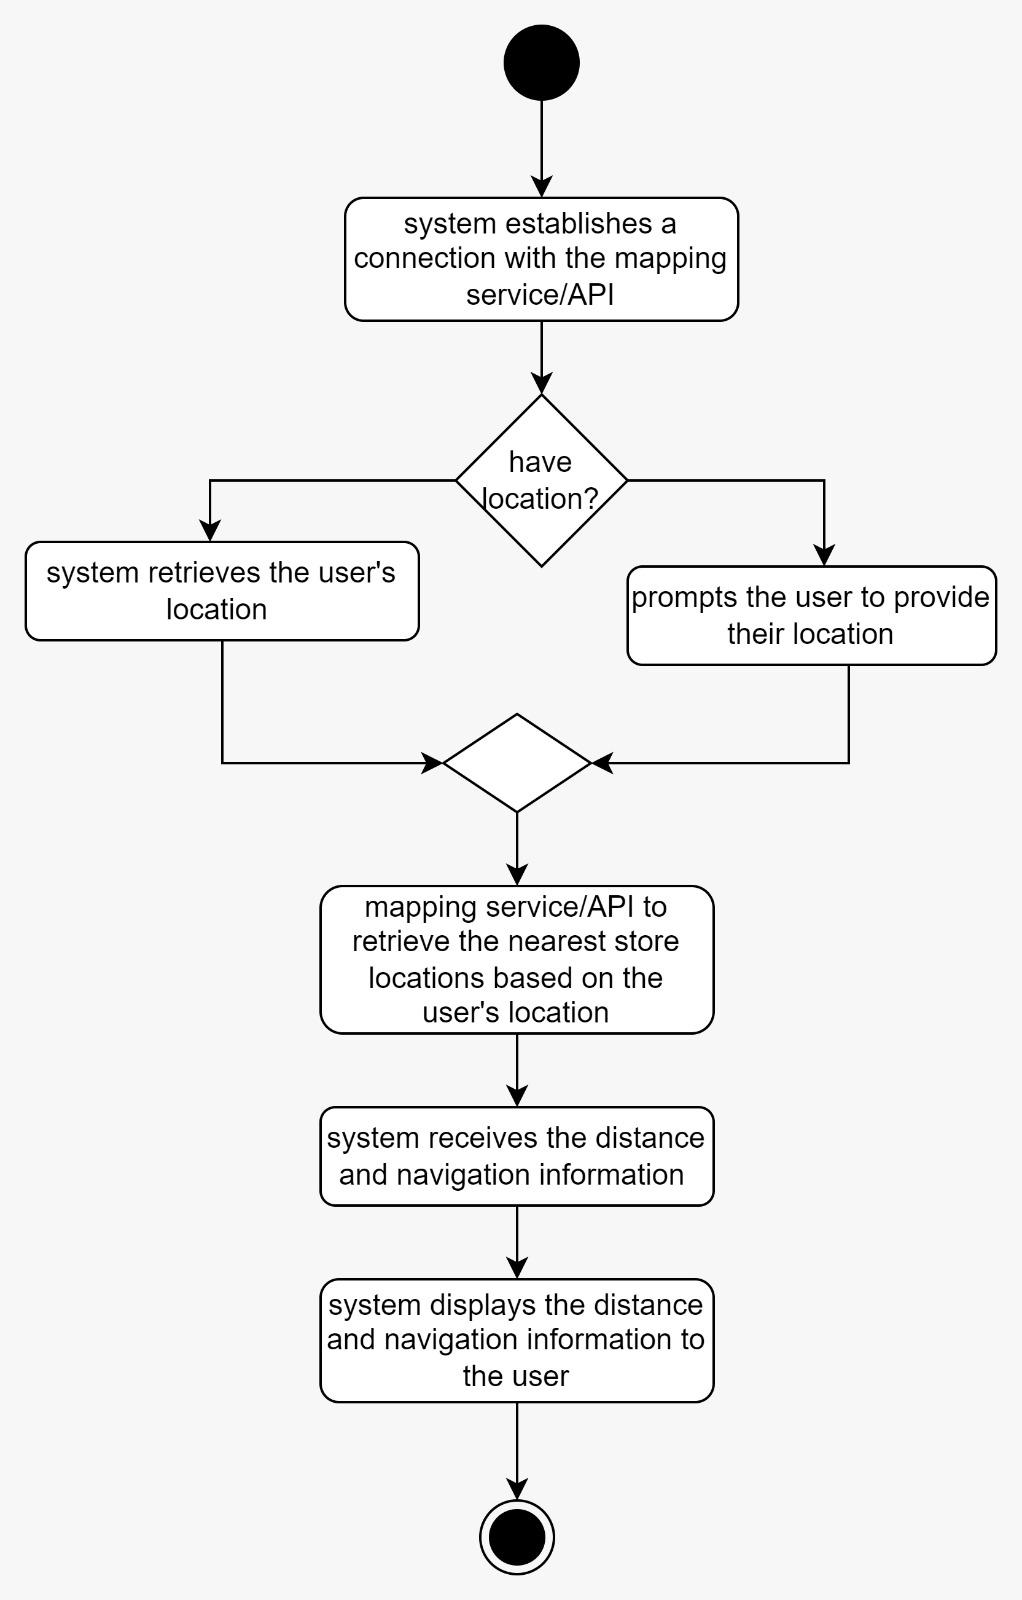 system establishes a
connection with the mapping
service/API
have
location?
system retrieves the user's
location
prompts the user to provide
their location
mapping service/API to
retrieve the nearest store
locations based on the
user's location
system receives the distance
and navigation information
system displays the distance
and navigation information to
the user